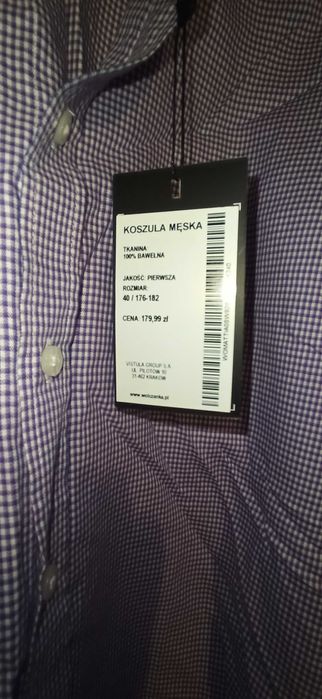 KOSZULA MĘSKA
TKANINA
100% BAWEŁNA
JAKOŚĆ: PIERWSZA
ROZMIAR:
40 / 176-182
CENA: 179,99 zł
VISTULA GROUP S.A.
UL. PILOTÓW 10
31-462 KRAKÓW
www.wolczanka.pl